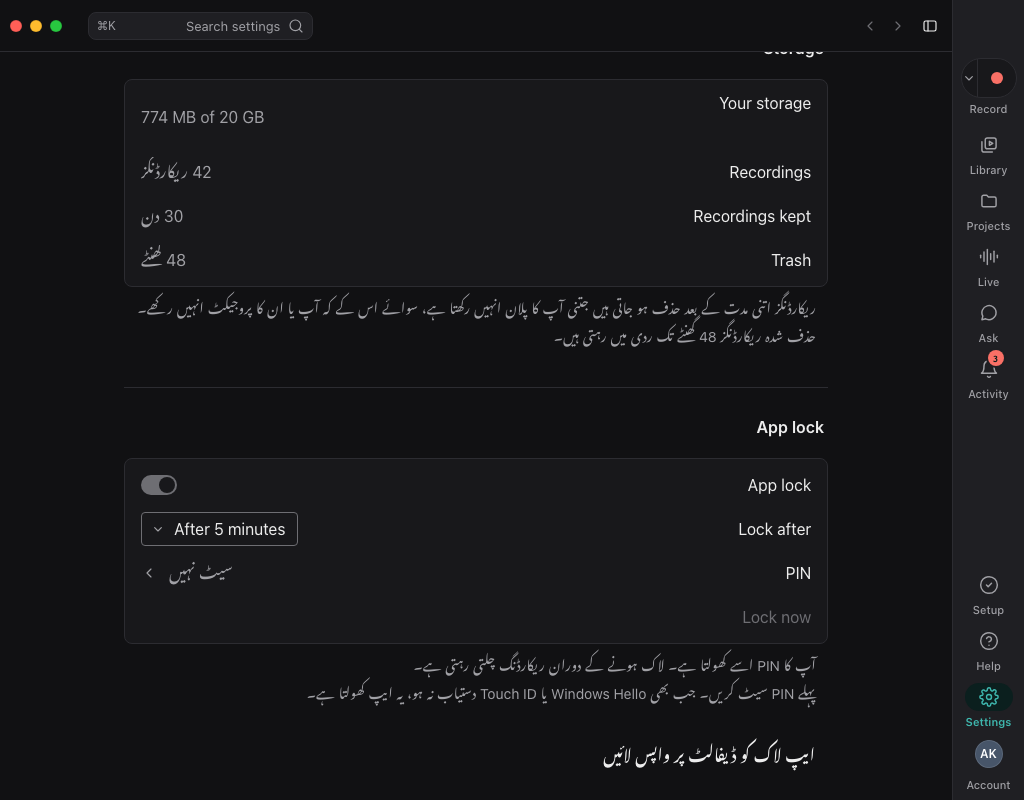 ⌘K
Search settings
Storage
Your storage
774 MB of 20 GB
Recordings
42 ریکارڈنگز
Recordings kept
30 دن
Trash
48 گھنٹے
ریکارڈنگز اتنی مدت کے بعد حذف ہو جاتی ہیں جتنی آپ کا پلان انہیں رکھتا ہے، سوائے اس کے کہ آپ یا ان کا پروجیکٹ انہیں رکھے۔
حذف شدہ ریکارڈنگز 48 گھنٹے تک ردی میں رہتی ہیں۔
App lock
App lock
Lock after
After 5 minutes
PIN
سیٹ نہیں
Lock now
آپ کا PIN اسے کھولتا ہے۔ لاک ہونے کے دوران ریکارڈنگ چلتی رہتی ہے۔
پہلے PIN سیٹ کریں۔ جب بھی Windows Hello یا Touch ID دستیاب نہ ہو، یہ ایپ کھولتا ہے۔
ایپ لاک کو ڈیفالٹ پر واپس لائیں
Record
Library
Projects
Live
Ask
3
Activity
Setup
Help
Settings
AK
Account